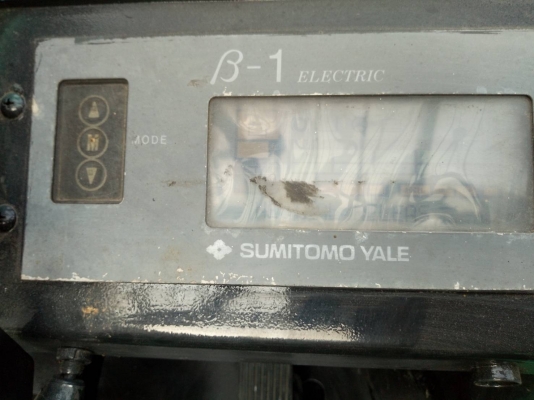 β-1 ELECTRIC
N
MODE
SUMITOMO YALE